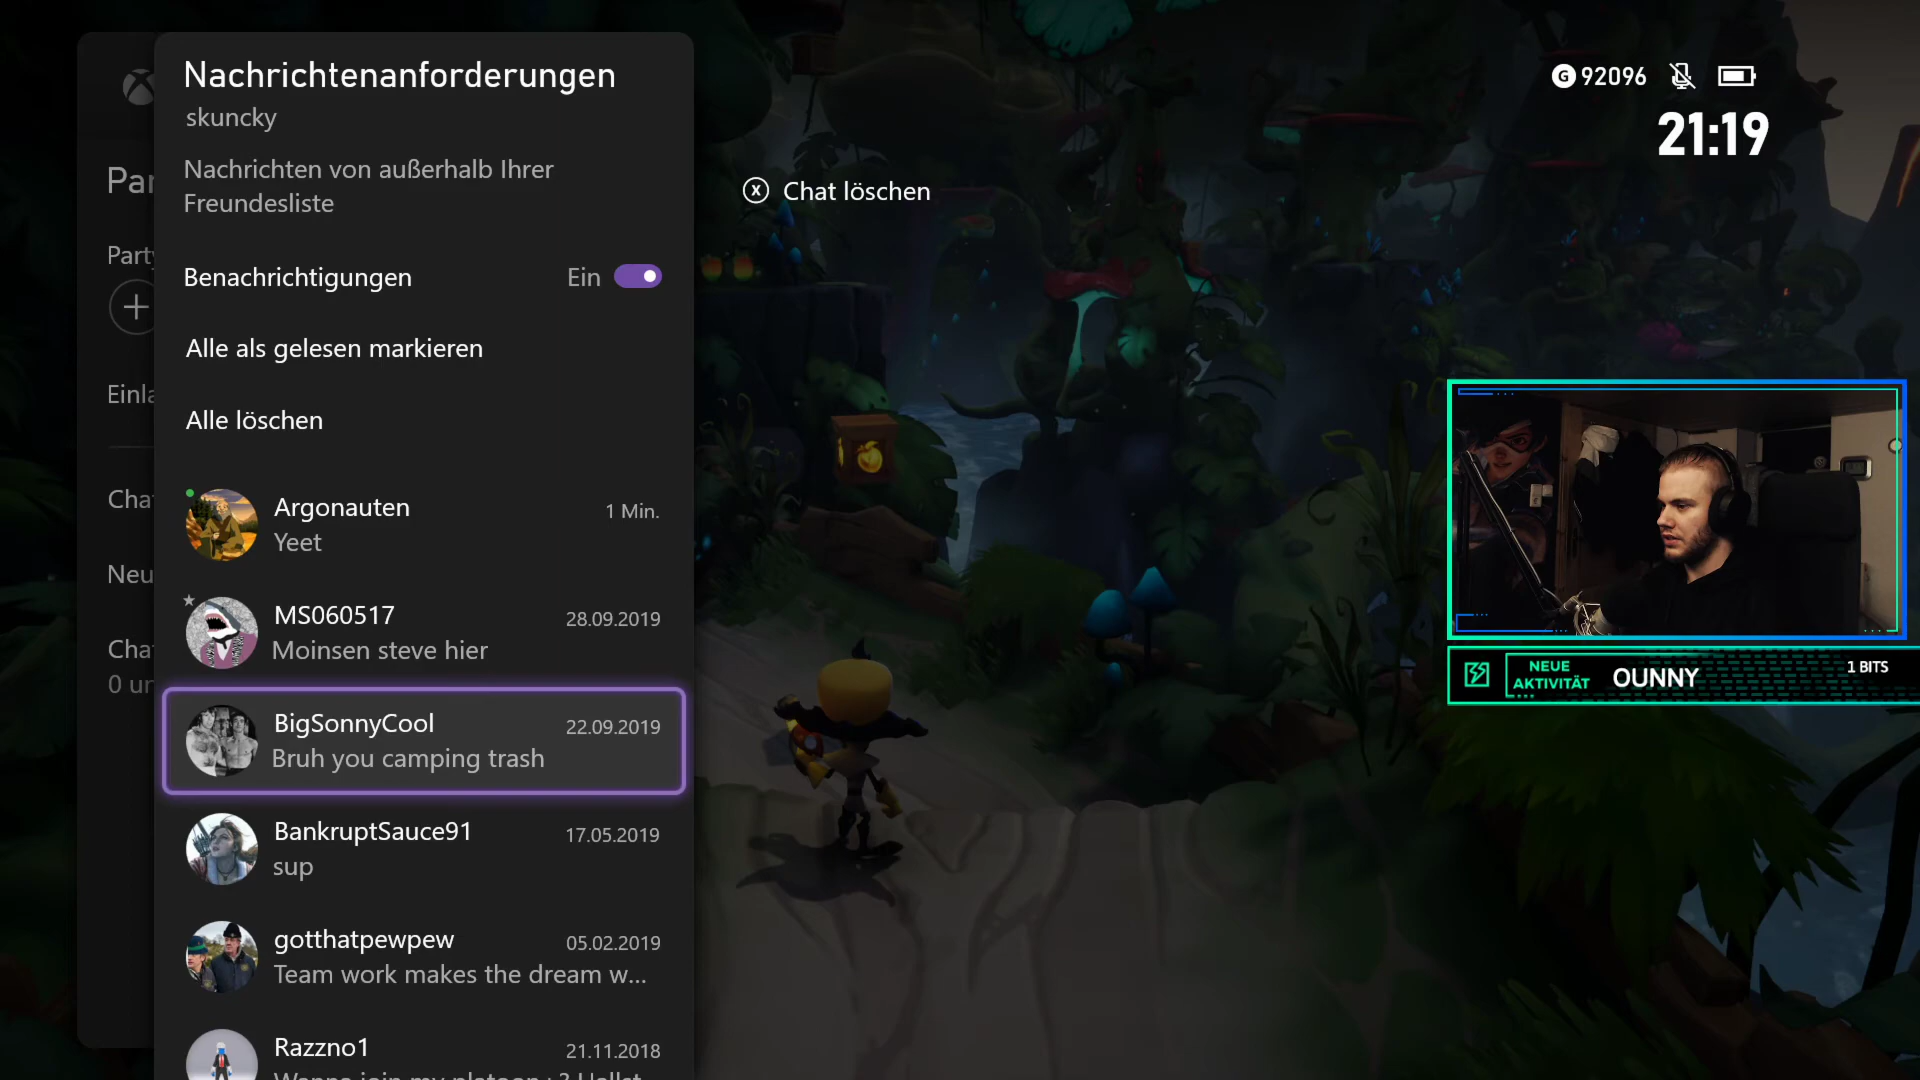 Nachrichtenanforderungen
skuncky
Nachrichten von außerhalb Ihrer
Freundesliste
Benachrichtigungen Ein
Alle als gelesen markieren
Alle löschen
Argonauten 1 Min.
Yeet
MS060517 28.09.2019
Moinsen steve hier
BigSonnyCool 22.09.2019
Bruh you camping trash
BankruptSauce91 17.05.2019
sup
gotthatpewpew 05.02.2019
Team work makes the dream w...
Razzno1 21.11.2018
Par
Party
Einla
Cha
Neu
Cha
0 un
X Chat löschen
G 92096
21:19
NEUE
AKTIVITÄT
OUNNY
1 BITS